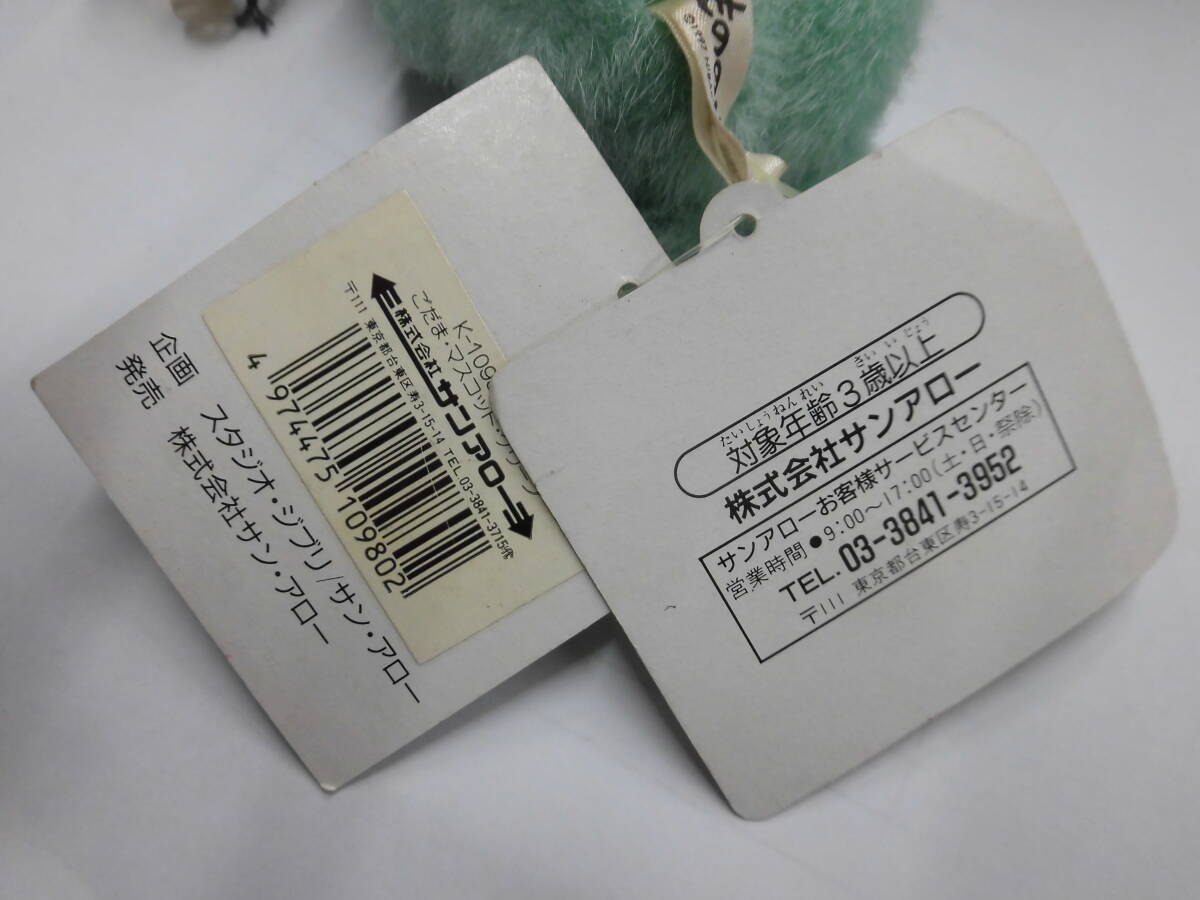 ©1997 NIBA
K-109
こだま・マスコット・グリーン
株式会社 サンアロー
〒111 東京都台東区寿3-15-14 TEL.03-3841-3715㈹
4 974475 109802
企画 スタジオ・ジブリ/サン・アロー
発売 株式会社サン・アロー
たいしょうねんれい さいいじょう
対象年齢3歳以上
株式会社サンアロー
サンアローお客様サービスセンター
営業時間●9:00～17:00(土・日・祭除)
TEL. 03-3841-3952
〒111 東京都台東区寿3-15-14